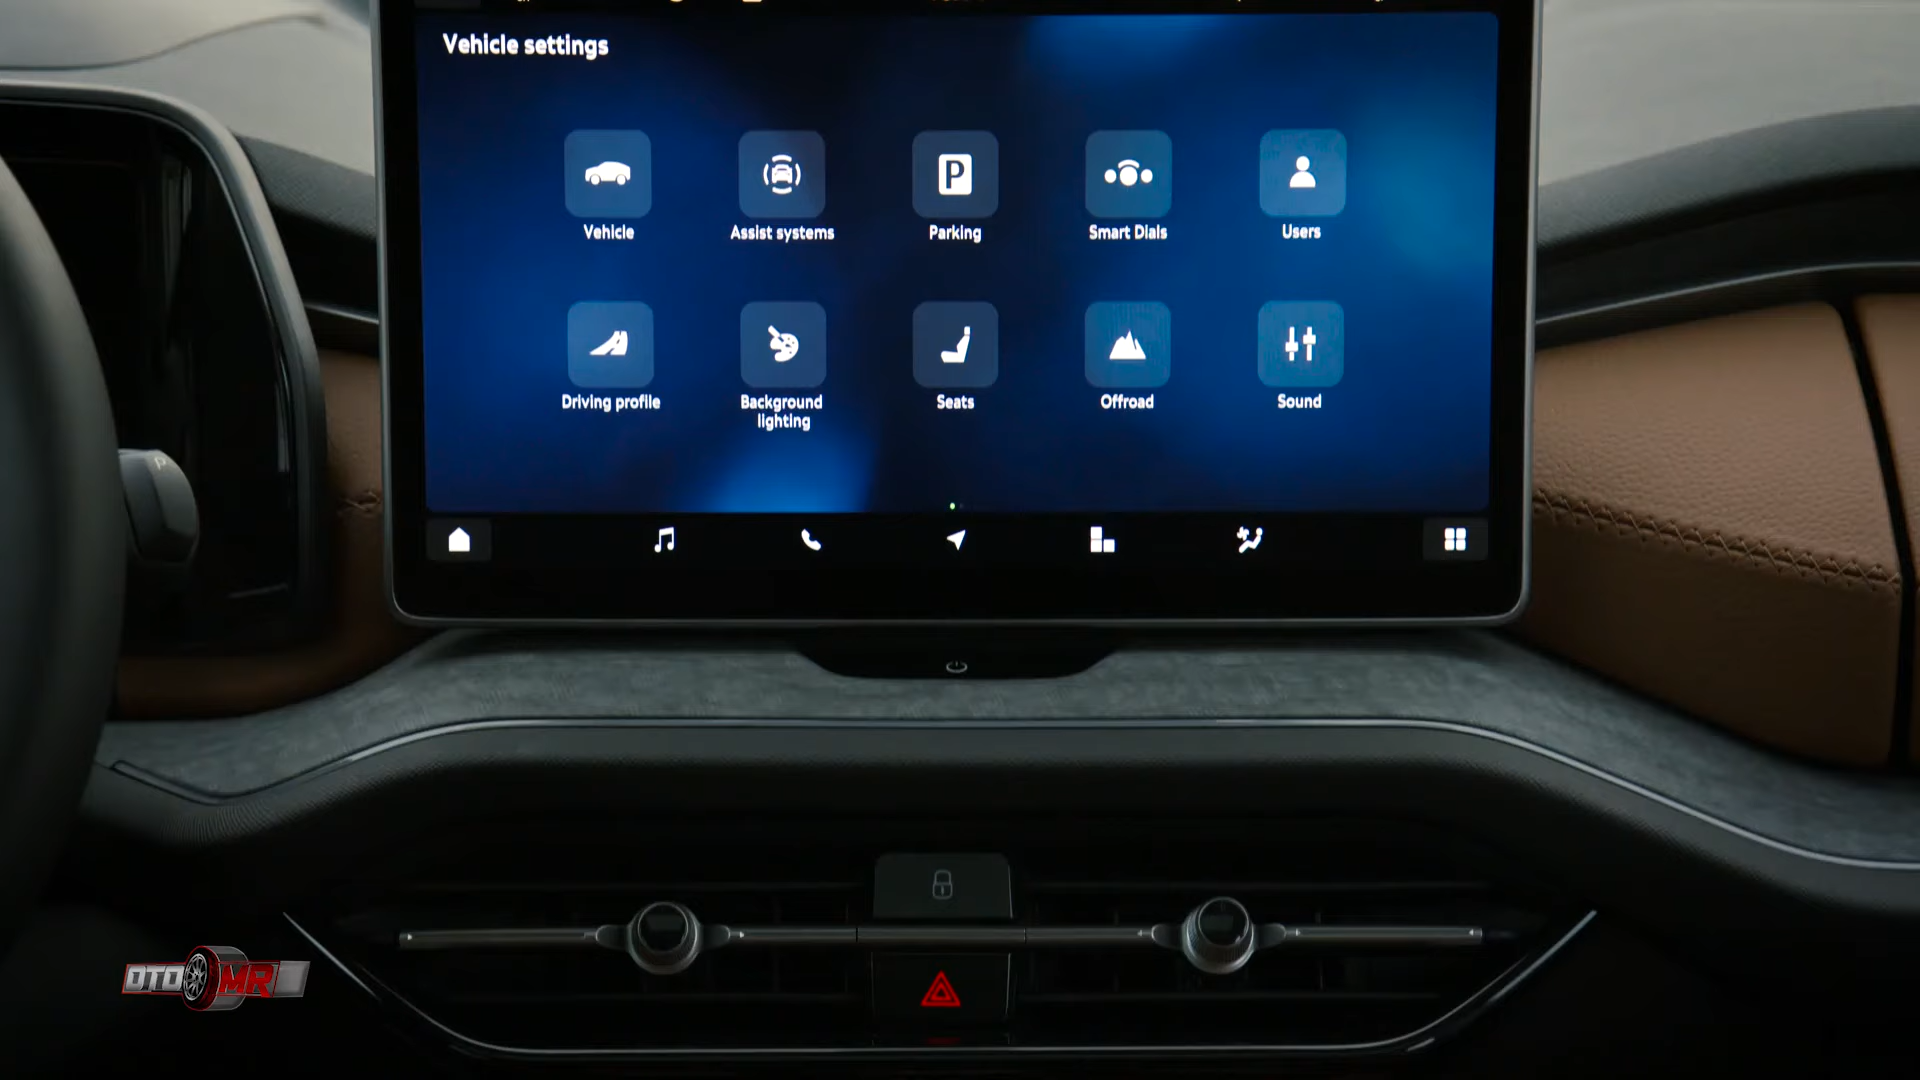 Vehicle settings
Vehicle
Assist systems
P
Parking
Smart Dials
Users
Driving profile
Background
lighting
Seats
Offroad
Sound
P
OTO MR